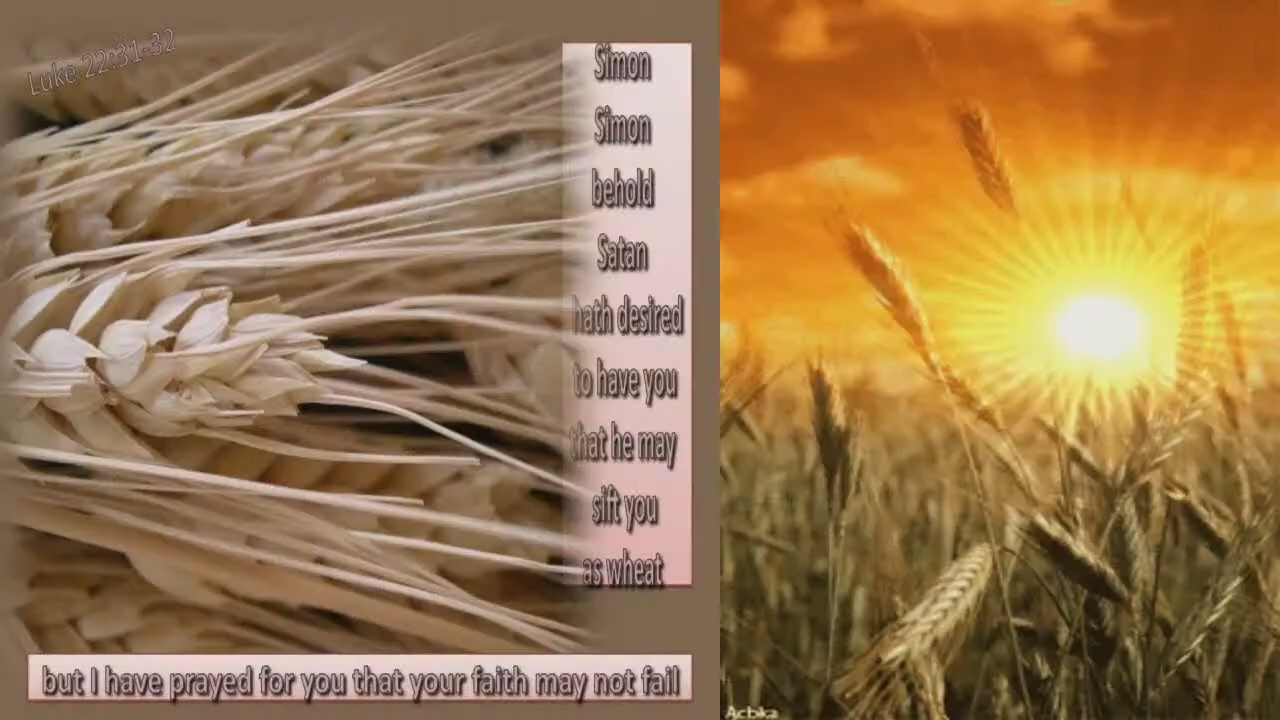 Luke 22:31-32
Simon
Simon
behold
Satan
hath desired
to have you
that he may
sift you
as wheat
but I have prayed for you that your faith may not fail